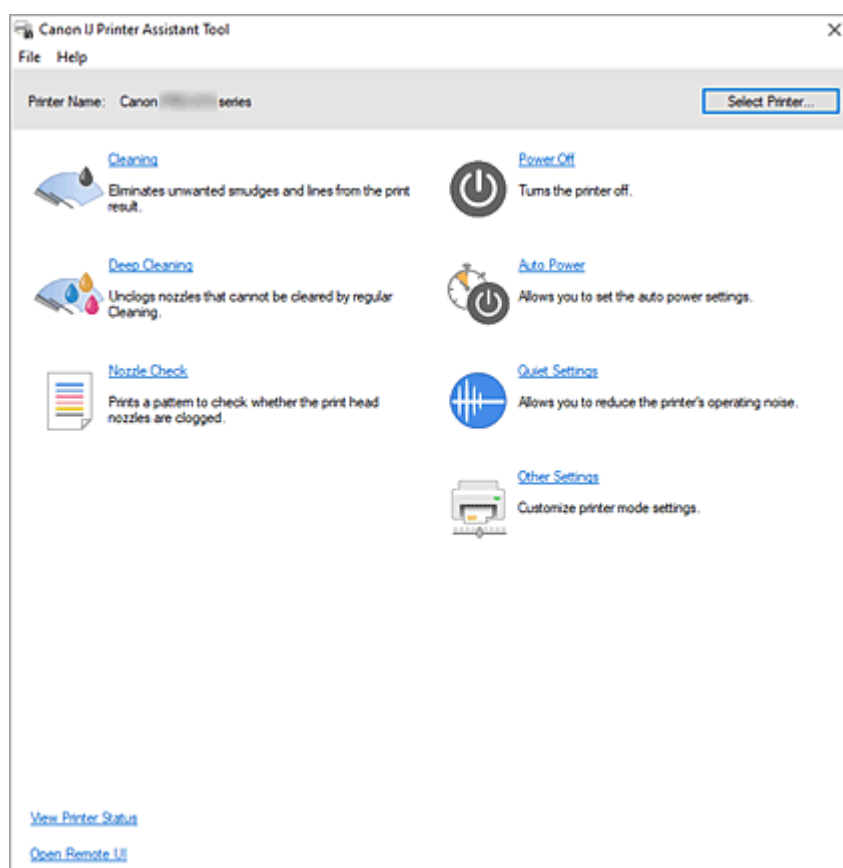 Canon IJ Printer Assistant Tool
File Help
Printer Name: Canon series
Select Printer...
Cleaning
Eliminates unwanted smudges and lines from the print
result.
Deep Cleaning
Unclogs nozzles that cannot be cleared by regular
Cleaning.
Nozzle Check
Prints a pattern to check whether the print head
nozzles are clogged.
Power Off
Turns the printer off.
Auto Power
Allows you to set the auto power settings.
Quiet Settings
Allows you to reduce the printer's operating noise.
Other Settings
Customize printer mode settings.
View Printer Status
Open Remote UI